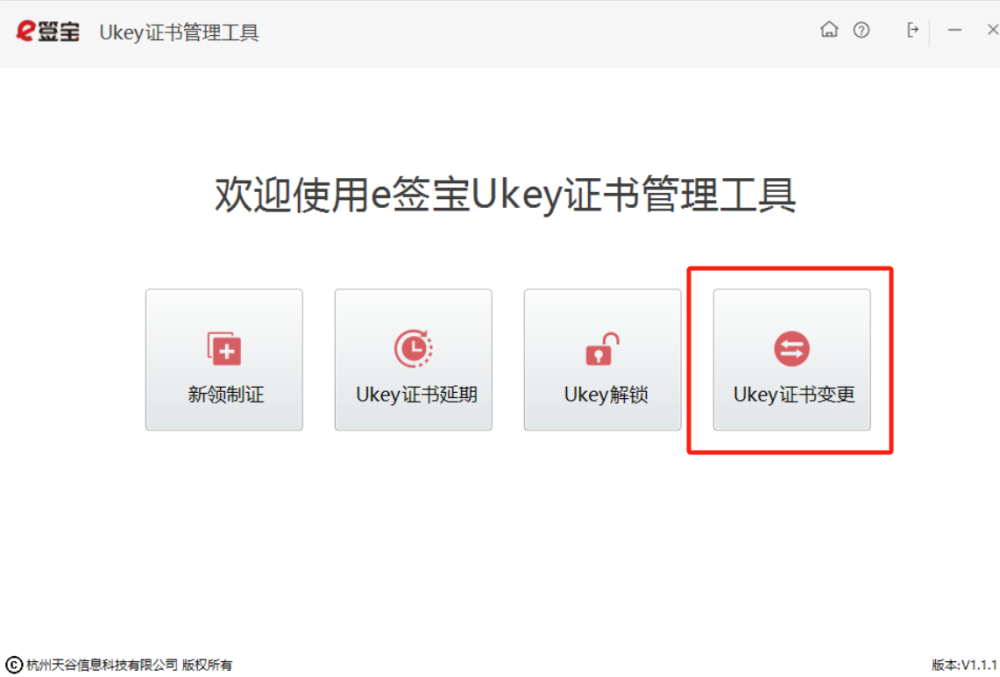 e签宝 Ukey证书管理工具
欢迎使用e签宝Ukey证书管理工具
新领制证
Ukey证书延期
Ukey解锁
Ukey证书变更
©杭州天谷信息科技有限公司 版权所有
版本:V1.1.1